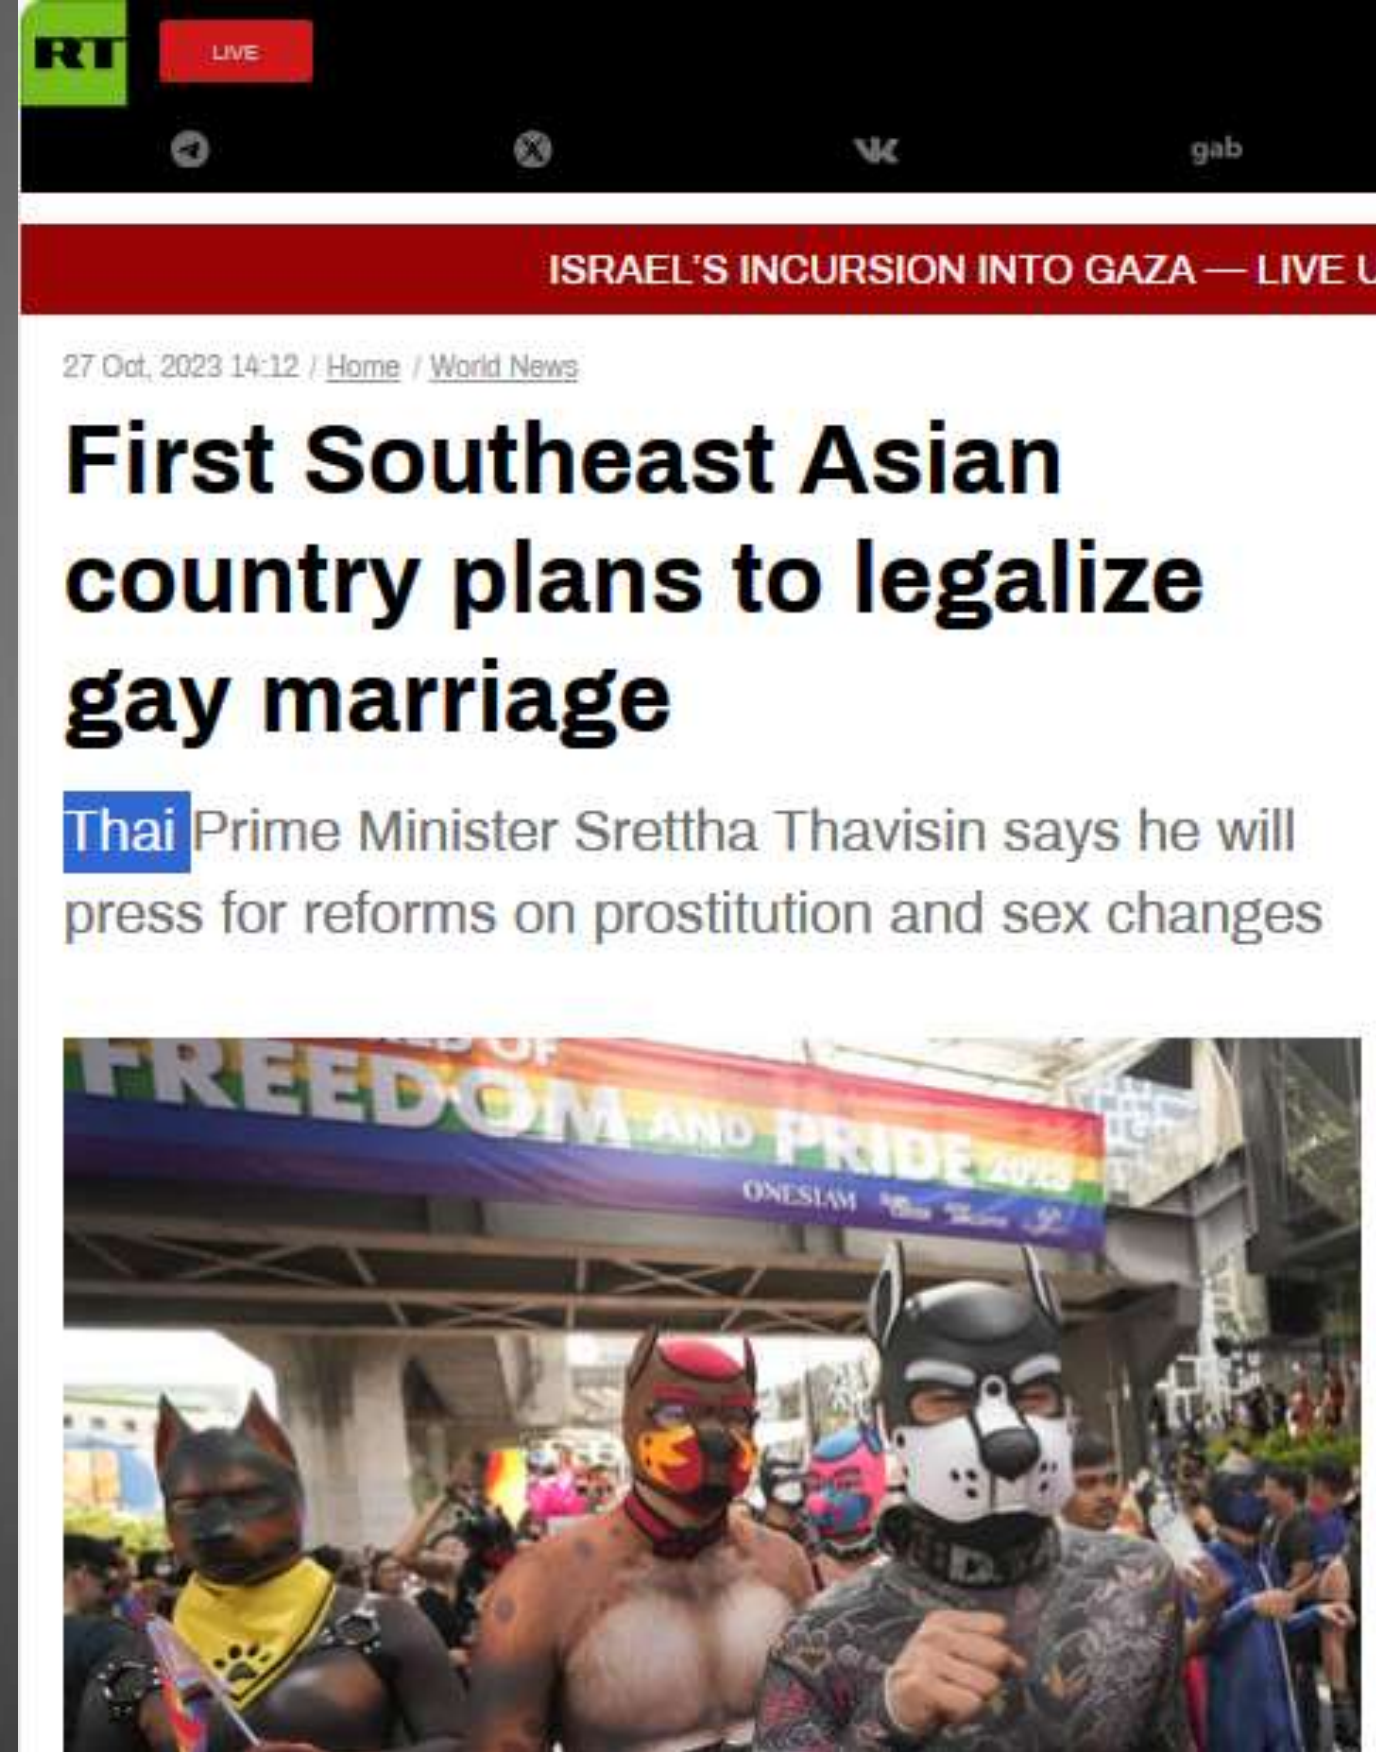 RT
LIVE
gab
ISRAEL'S INCURSION INTO GAZA — LIVE U
27 Oct, 2023 14:12 / Home / World News
First Southeast Asian
country plans to legalize
gay marriage
Thai Prime Minister Srettha Thavisin says he will
press for reforms on prostitution and sex changes
OF
FREEDOM AND PRIDE 2023
ONESIAM